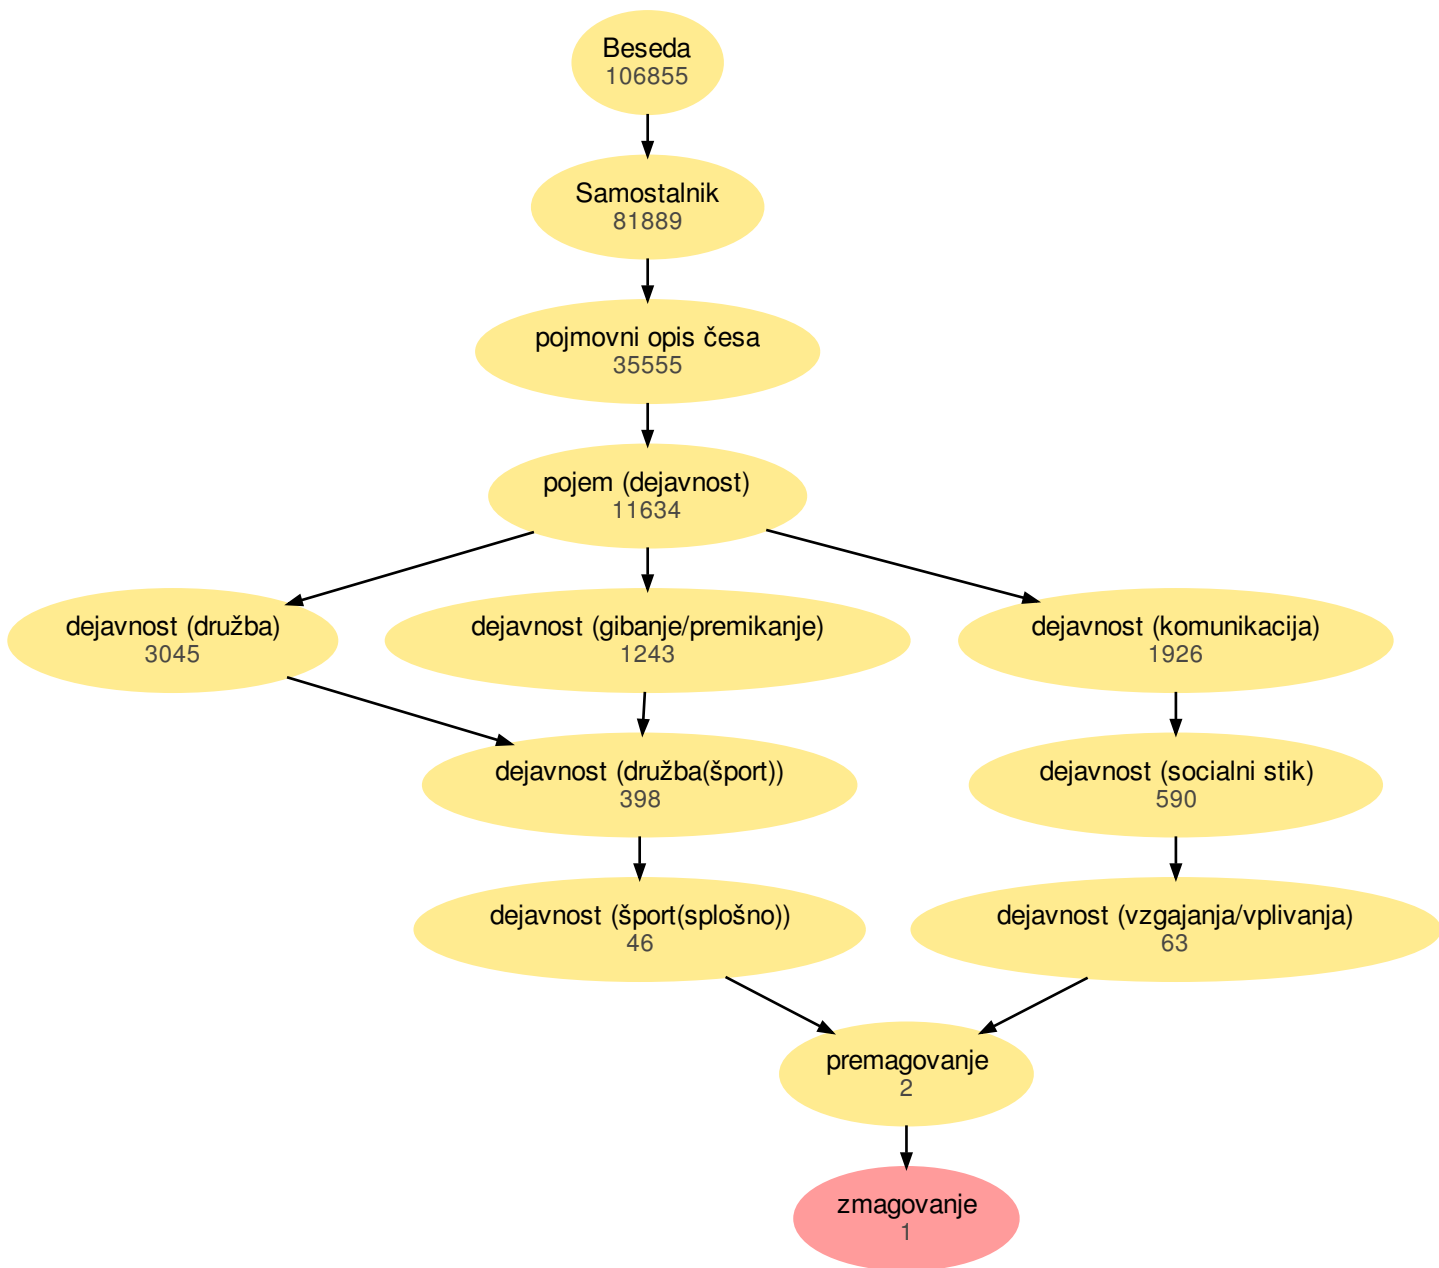 Beseda
106855
Samostalnik
81889
pojmovni opis česa
35555
pojem (dejavnost)
11634
dejavnost (družba)
3045
dejavnost (gibanje/premikanje)
1243
dejavnost (komunikacija)
1926
dejavnost (družba(šport))
398
dejavnost (socialni stik)
590
dejavnost (šport(splošno))
46
dejavnost (vzgajanja/vplivanja)
63
premagovanje
2
zmagovanje
1